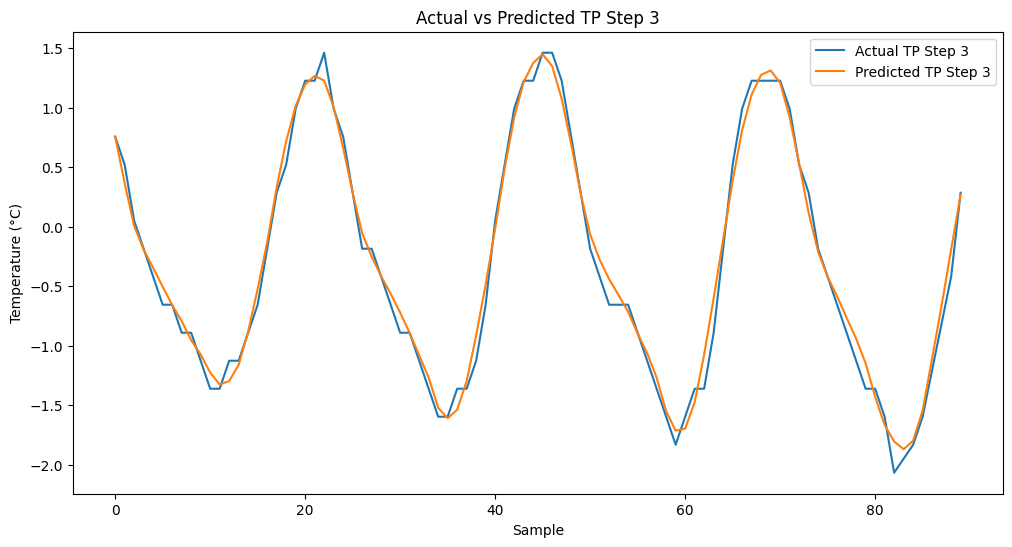 Actual vs Predicted TP Step 3
Actual TP Step 3
Predicted TP Step 3
Temperature (°C)
1.5
1.0
0.5
0.0
−0.5
−1.0
−1.5
−2.0
0 20 40 60 80
Sample